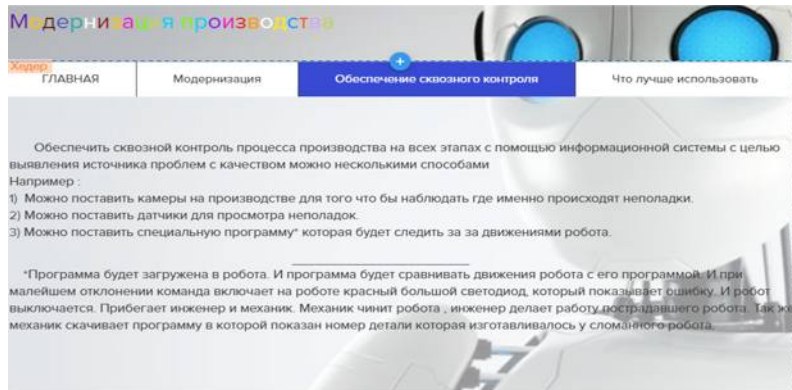 Модернизация производства
Хедер
ГЛАВНАЯ Модернизация Обеспечение сквозного контроля Что лучше использовать
Обеспечить сквозной контроль процесса производства на всех этапах с помощью информационной системы с целью
выявления источника проблем с качеством можно несколькими способами
Например :
1) Можно поставить камеры на производстве для того что бы наблюдать где именно происходят неполадки.
2) Можно поставить датчики для просмотра неполадок.
3) Можно поставить специальную программу* которая будет следить за за движениями робота.
*Программа будет загружена в робота. И программа будет сравнивать движения робота с его программой. И при
малейшем отклонении команда включает на роботе красный большой светодиод, который показывает ошибку. И робот
выключается. Прибегает инженер и механик. Механик чинит робота , инженер делает работу пострадавшего робота. Так же
механик скачивает программу в которой показан номер детали которая изготавливалось у сломанного робота.